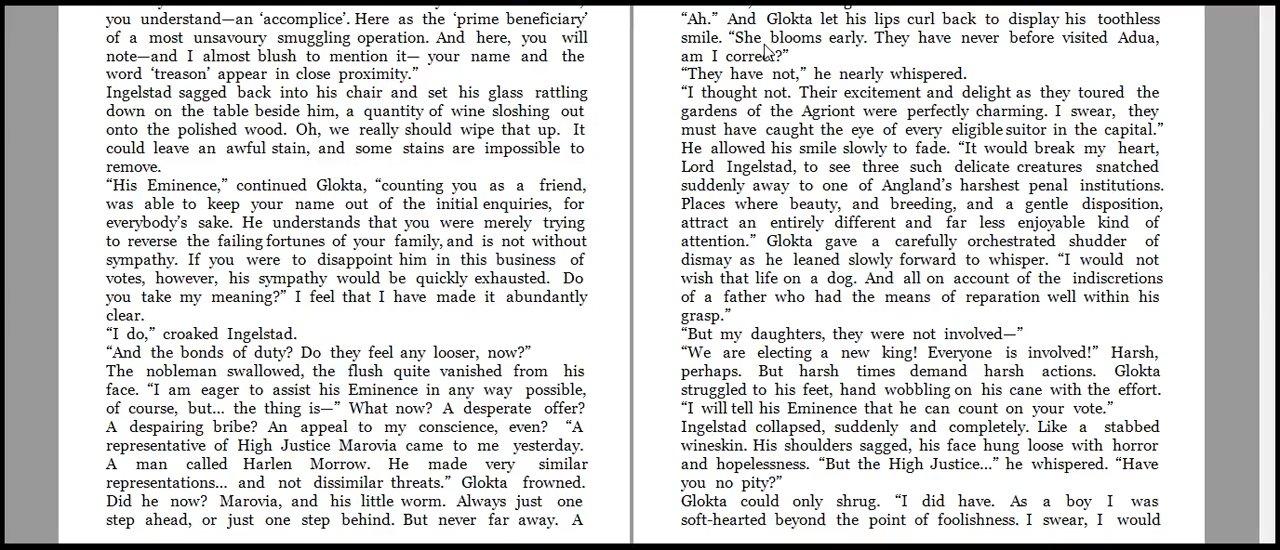 you understand—an ‘accomplice’. Here as the ‘prime beneficiary’
of a most unsavoury smuggling operation. And here, you will
note—and I almost blush to mention it— your name and the
word ‘treason’ appear in close proximity.”
Ingelstad sagged back into his chair and set his glass rattling
down on the table beside him, a quantity of wine sloshing out
onto the polished wood. Oh, we really should wipe that up. It
could leave an awful stain, and some stains are impossible to
remove.
“His Eminence,” continued Glokta, “counting you as a friend,
was able to keep your name out of the initial enquiries, for
everybody’s sake. He understands that you were merely trying
to reverse the failing fortunes of your family, and is not without
sympathy. If you were to disappoint him in this business of
votes, however, his sympathy would be quickly exhausted. Do
you take my meaning?” I feel that I have made it abundantly
clear.
“I do,” croaked Ingelstad.
“And the bonds of duty? Do they feel any looser, now?”
The nobleman swallowed, the flush quite vanished from his
face. “I am eager to assist his Eminence in any way possible,
of course, but... the thing is—” What now? A desperate offer?
A despairing bribe? An appeal to my conscience, even? “A
representative of High Justice Marovia came to me yesterday.
A man called Harlen Morrow. He made very similar
representations... and not dissimilar threats.” Glokta frowned.
Did he now? Marovia, and his little worm. Always just one
step ahead, or just one step behind. But never far away. A
“Ah.” And Glokta let his lips curl back to display his toothless
smile. “She blooms early. They have never before visited Adua,
am I correct?”
“They have not,” he nearly whispered.
“I thought not. Their excitement and delight as they toured the
gardens of the Agriont were perfectly charming. I swear, they
must have caught the eye of every eligible suitor in the capital.”
He allowed his smile slowly to fade. “It would break my heart,
Lord Ingelstad, to see three such delicate creatures snatched
suddenly away to one of Angland’s harshest penal institutions.
Places where beauty, and breeding, and a gentle disposition,
attract an entirely different and far less enjoyable kind of
attention.” Glokta gave a carefully orchestrated shudder of
dismay as he leaned slowly forward to whisper. “I would not
wish that life on a dog. And all on account of the indiscretions
of a father who had the means of reparation well within his
grasp.”
“But my daughters, they were not involved—”
“We are electing a new king! Everyone is involved!” Harsh,
perhaps. But harsh times demand harsh actions. Glokta
struggled to his feet, hand wobbling on his cane with the effort.
“I will tell his Eminence that he can count on your vote.”
Ingelstad collapsed, suddenly and completely. Like a stabbed
wineskin. His shoulders sagged, his face hung loose with horror
and hopelessness. “But the High Justice...” he whispered. “Have
you no pity?”
Glokta could only shrug. “I did have. As a boy I was
soft-hearted beyond the point of foolishness. I swear, I would